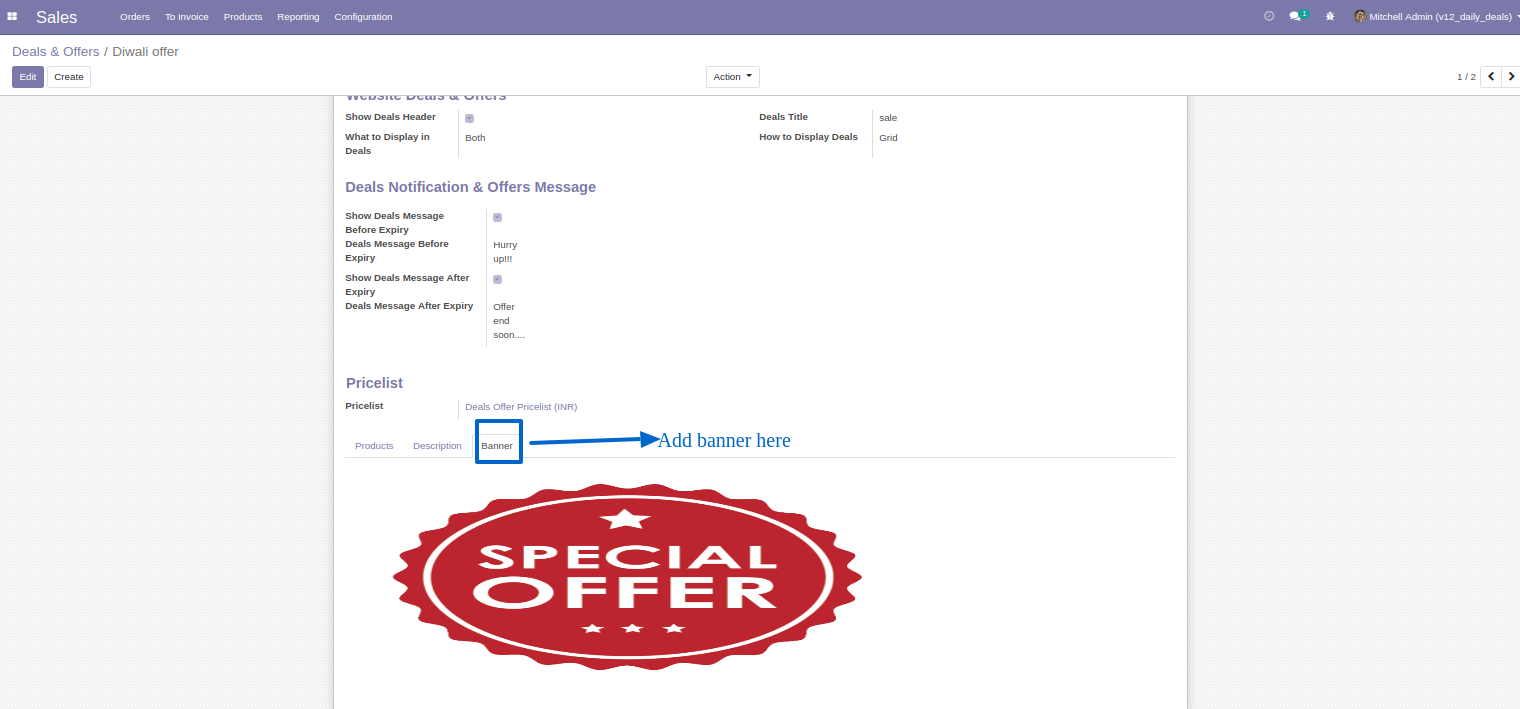 Sales Orders To Invoice Products Reporting Configuration 1 Mitchell Admin (v12_daily_deals)
Deals & Offers / Diwali offer
Edit Create Action 1 / 2
Website Deals & Offers
Show Deals Header
Deals Title sale
What to Display in Deals Both
How to Display Deals Grid
Deals Notification & Offers Message
Show Deals Message
Before Expiry
Deals Message Before Hurry
Expiry up!!!
Show Deals Message After
Expiry
Deals Message After Expiry Offer
end
soon....
Pricelist
Pricelist Deals Offer Pricelist (INR)
Products Description Banner Add banner here
SPECIAL
OFFER